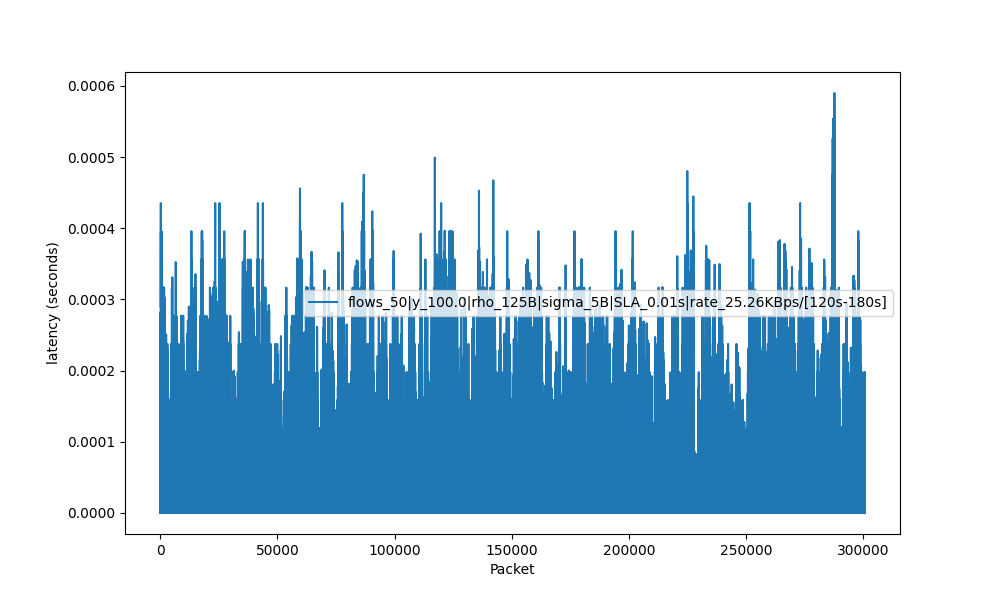 0.0006
0.0005
0.0004
0.0003
0.0002
0.0001
0.0000
latency (seconds)
flows_50|y_100.0|rho_125B|sigma_5B|SLA_0.01s|rate_25.26KBps/[120s-180s]
0 50000 100000 150000 200000 250000 300000
Packet